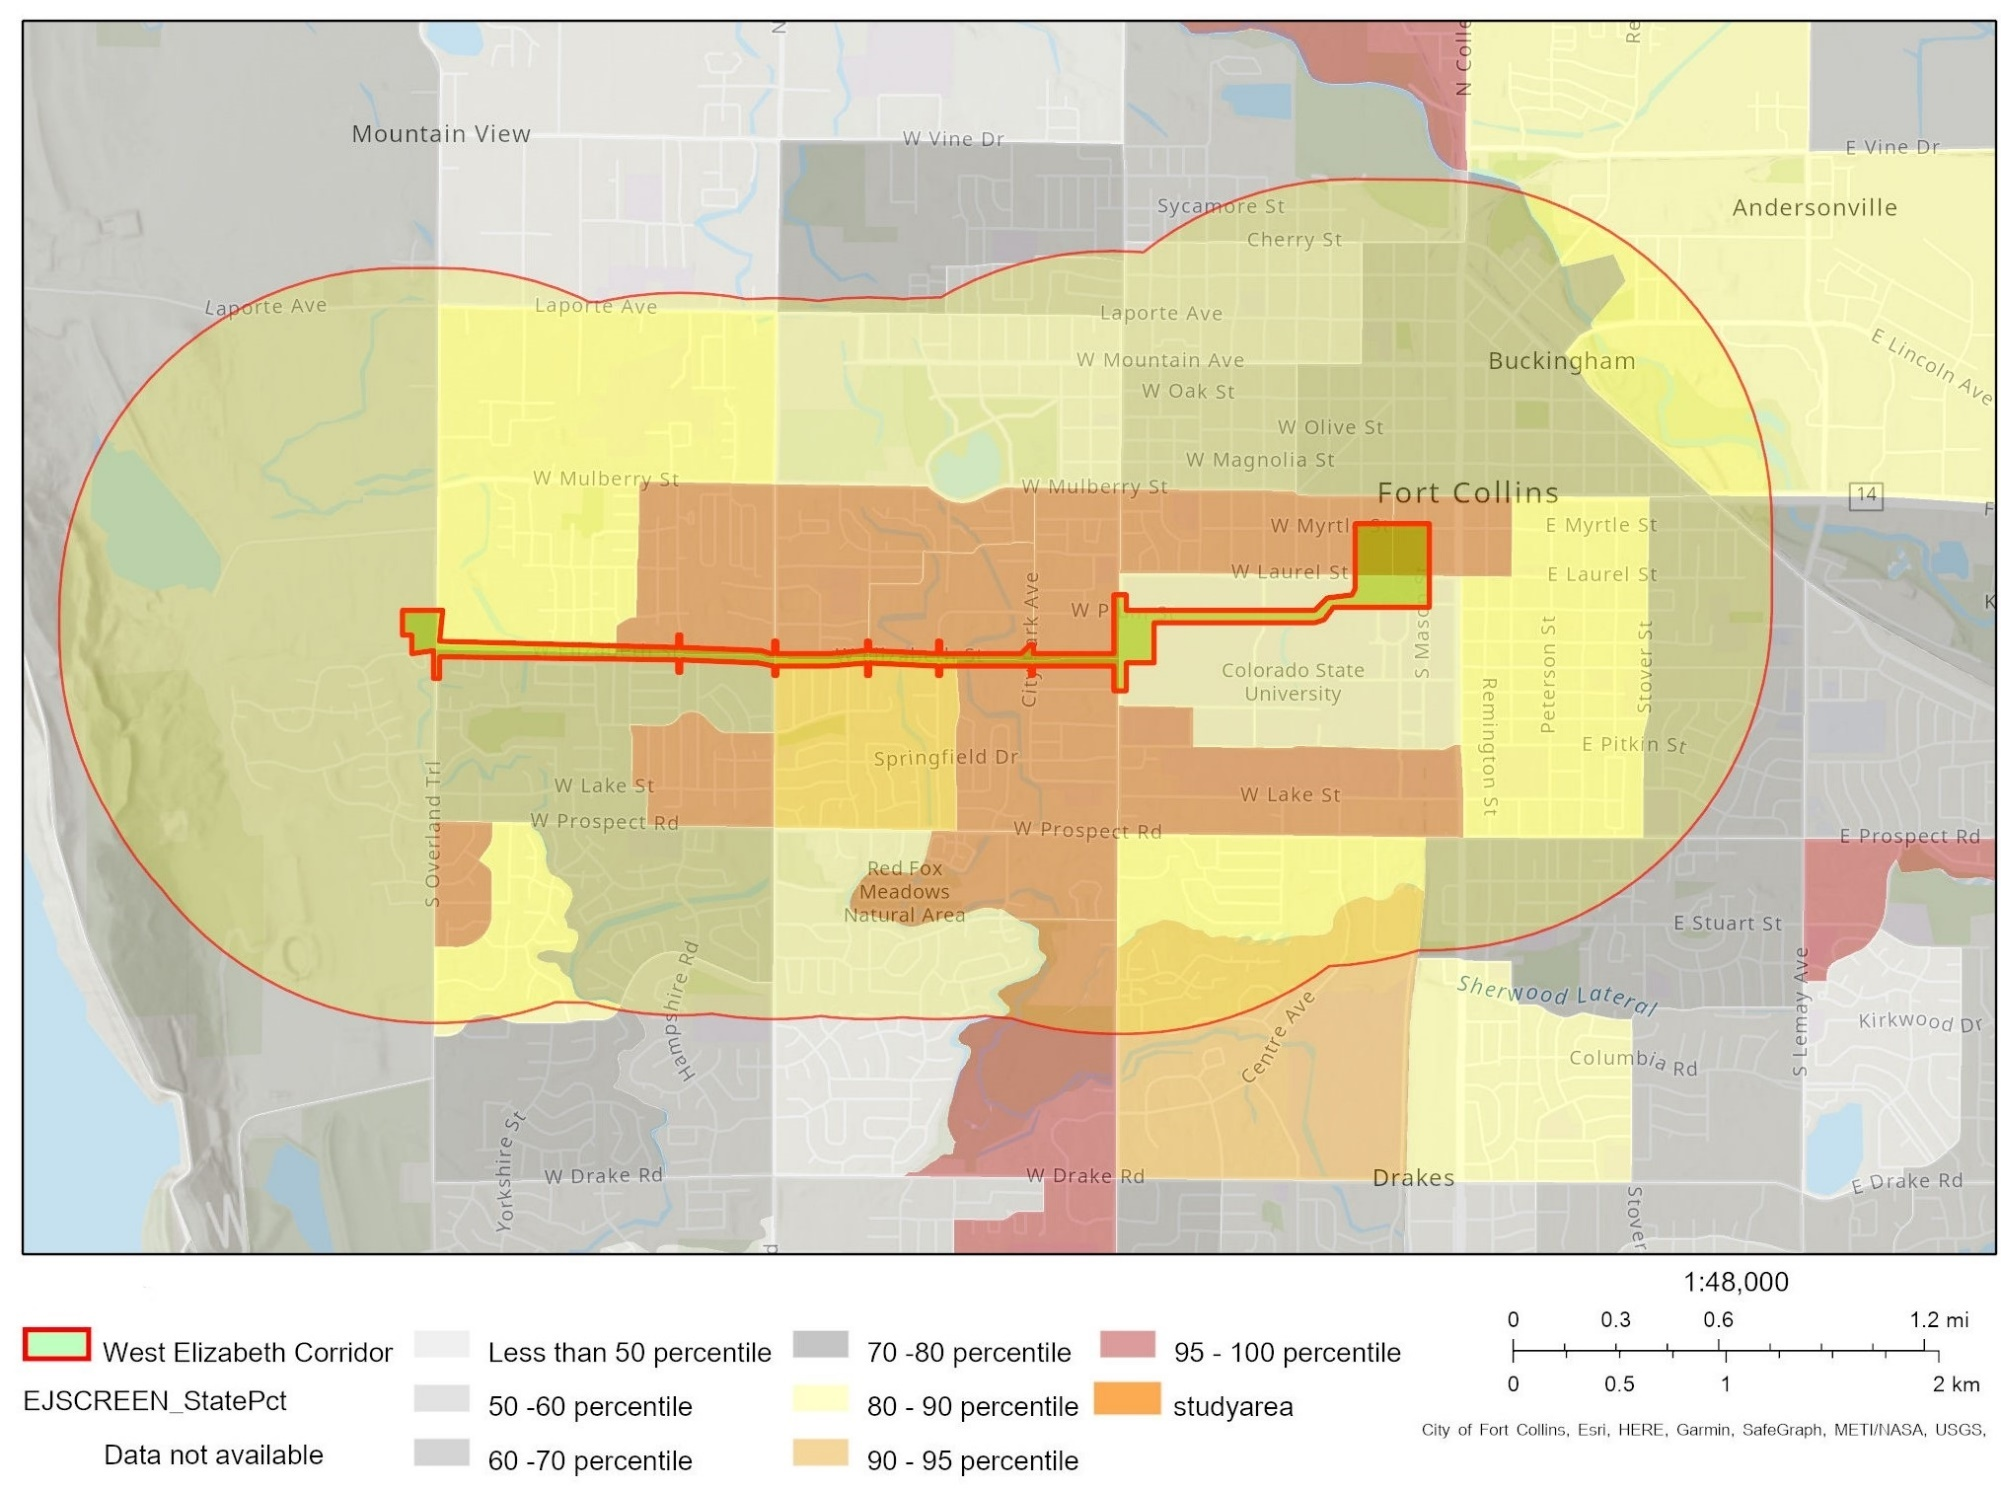 N
N Colle
Re
Mountain View
W Vine Dr
E Vine Dr
Sycamore St
Andersonville
Cherry St
Laporte Ave
Laporte Ave
Laporte Ave
E Lincoln Ave
W Mountain Ave
Buckingham
W Oak St
W Olive St
W Magnolia St
W Mulberry St
W Mulberry St
Fort Collins
14
F
W Myrtle St
E Myrtle St
W Laurel St
E Laurel St
K
City Park Ave
S Mason St
Peterson St
Stover St
Colorado State
University
Remington St
E Pitkin St
Springfield Dr
S Overland Trl
W Lake St
W Lake St
W Prospect Rd
W Prospect Rd
E Prospect Rd
Red Fox
Meadows
Natural Area
E Stuart St
Hampshire Rd
Sherwood Lateral
S Lemay Ave
Centre Ave
Kirkwood Dr
Columbia Rd
Yorkshire St
W Drake Rd
W Drake Rd
Drakes
E Drake Rd
Stover
d
1:48,000
0 0.3 0.6 1.2 mi
0 0.5 1 2 km
West Elizabeth Corridor
EJSCREEN_StatePct
Data not available
Less than 50 percentile
50 -60 percentile
60 -70 percentile
70 -80 percentile
80 - 90 percentile
90 - 95 percentile
95 - 100 percentile
studyarea
City of Fort Collins, Esri, HERE, Garmin, SafeGraph, METI/NASA, USGS,